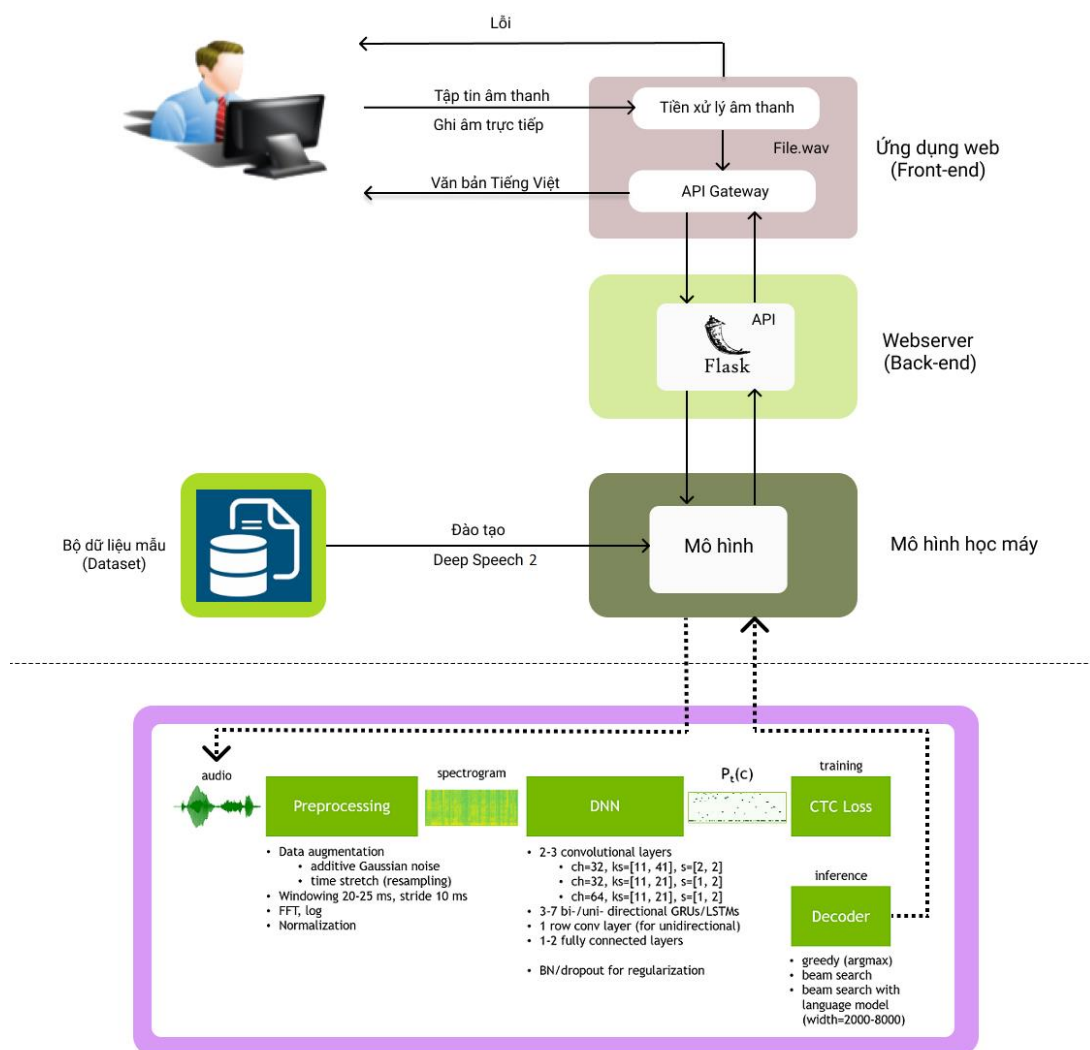 Lỗi
Tập tin âm thanh
Ghi âm trực tiếp
Tiền xử lý âm thanh
File.wav
Ứng dụng web
(Front-end)
Văn bản Tiếng Việt
API Gateway
API
Flask
Webserver
(Back-end)
Bộ dữ liệu mẫu
(Dataset)
Đào tạo
Deep Speech 2
Mô hình
Mô hình học máy
audio
Preprocessing
spectrogram
DNN
Pt(c)
training
CTC Loss
• Data augmentation
• additive Gaussian noise
• time stretch (resampling)
• Windowing 20-25 ms, stride 10 ms
• FFT, log
• Normalization
• 2-3 convolutional layers
• ch=32, ks=[11, 41], s=[2, 2]
• ch=32, ks=[11, 21], s=[1, 2]
• ch=64, ks=[11, 21], s=[1, 2]
• 3-7 bi-/uni- directional GRUs/LSTMs
• 1 row conv layer (for unidirectional)
• 1-2 fully connected layers
• BN/dropout for regularization
inference
Decoder
• greedy (argmax)
• beam search
• beam search with
language model
(width=2000-8000)